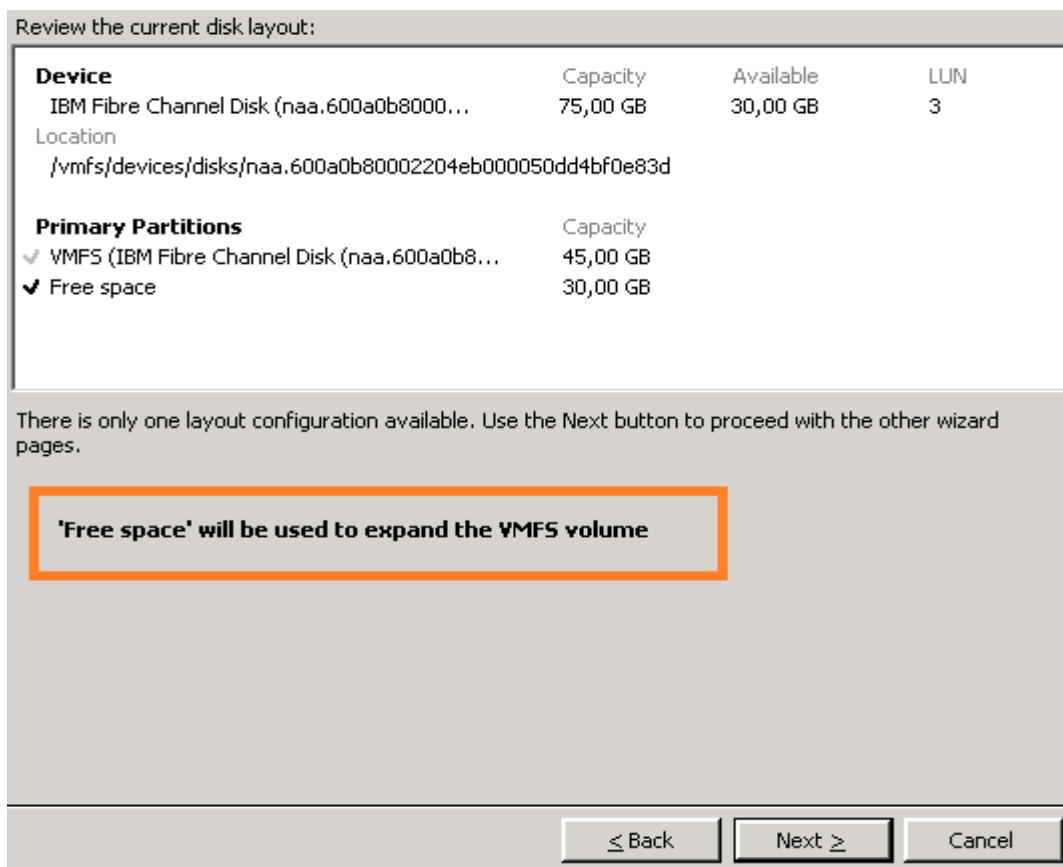 Review the current disk layout:
Device Capacity Available LUN
IBM Fibre Channel Disk (naa.600a0b8000... 75,00 GB 30,00 GB 3
Location
/vmfs/devices/disks/naa.600a0b80002204eb000050dd4bf0e83d
Primary Partitions Capacity
VMFS (IBM Fibre Channel Disk (naa.600a0b8... 45,00 GB
Free space 30,00 GB
There is only one layout configuration available. Use the Next button to proceed with the other wizard
pages.
'Free space' will be used to expand the VMFS volume
≤ Back Next ≥ Cancel